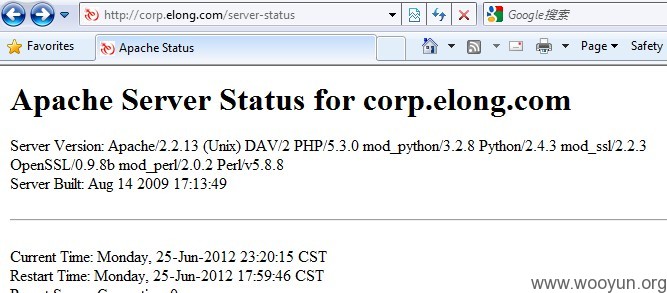 http://corp.elong.com/server-status
Google搜索
Favorites
Apache Status
Page
Safety
Apache Server Status for corp.elong.com
Server Version: Apache/2.2.13 (Unix) DAV/2 PHP/5.3.0 mod_python/3.2.8 Python/2.4.3 mod_ssl/2.2.3
OpenSSL/0.9.8b mod_perl/2.0.2 Perl/v5.8.8
Server Built: Aug 14 2009 17:13:49
Current Time: Monday, 25-Jun-2012 23:20:15 CST
Restart Time: Monday, 25-Jun-2012 17:59:46 CST
www.wooyun.org